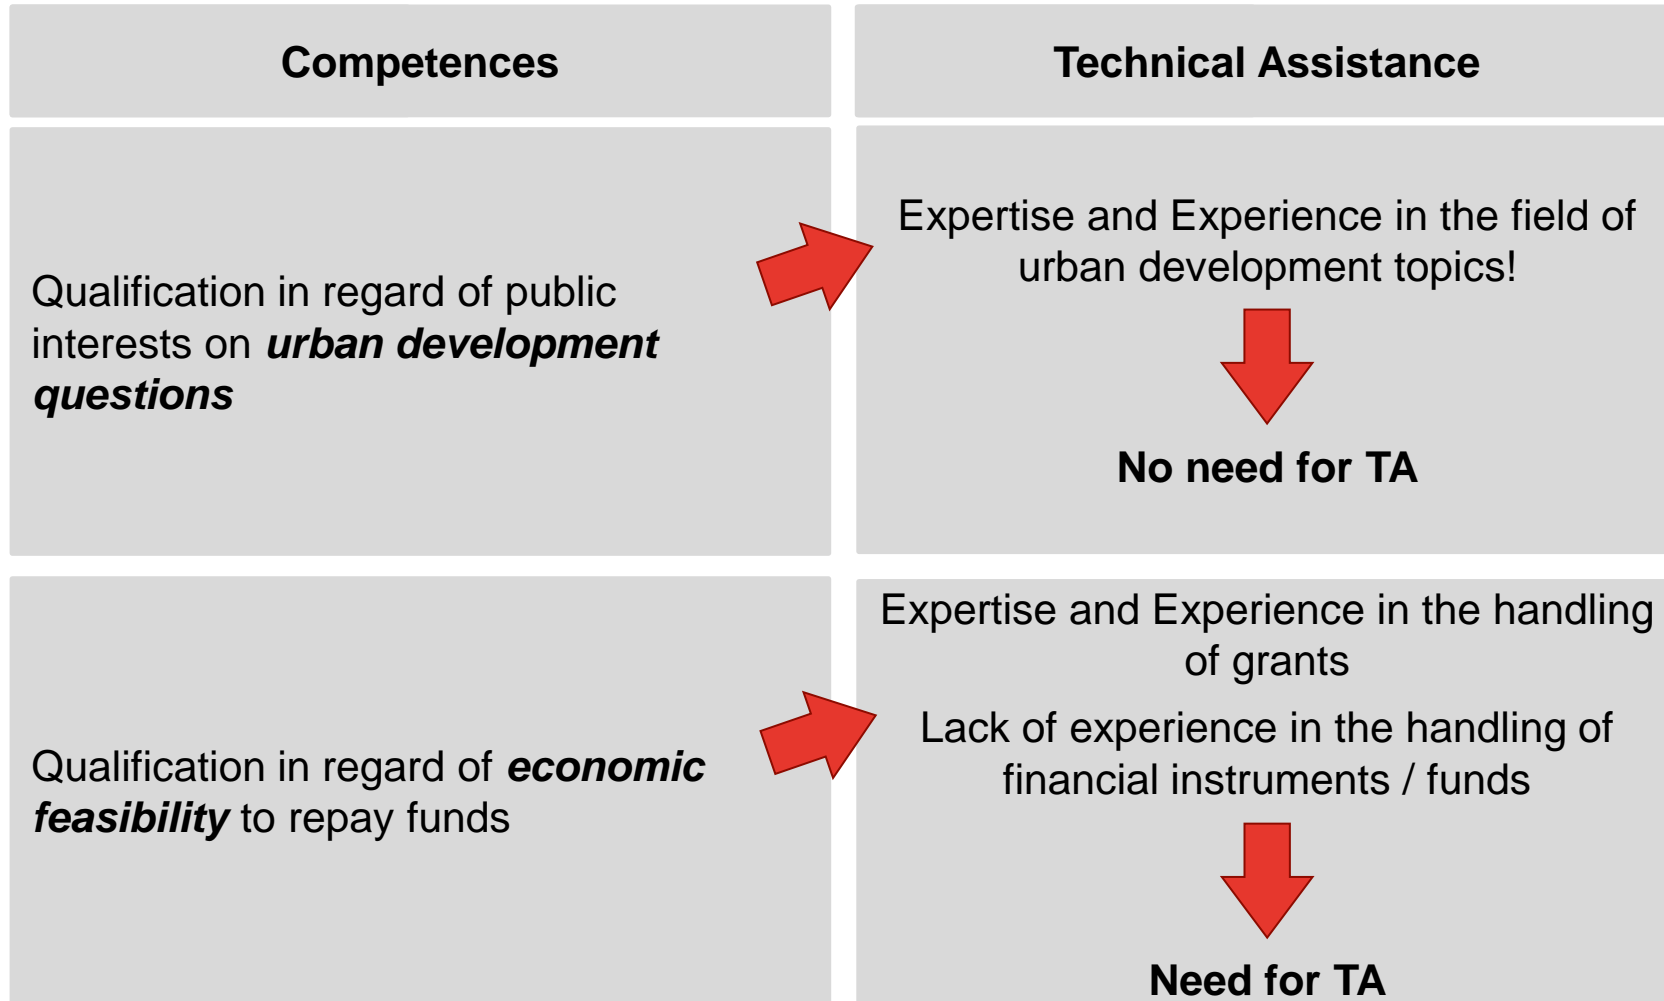 Competences
Technical Assistance
Qualification in regard of public
interests on urban development
questions
Expertise and Experience in the field of
urban development topics!
No need for TA
Qualification in regard of economic
feasibility to repay funds
Expertise and Experience in the handling
of grants
Lack of experience in the handling of
financial instruments / funds
Need for TA